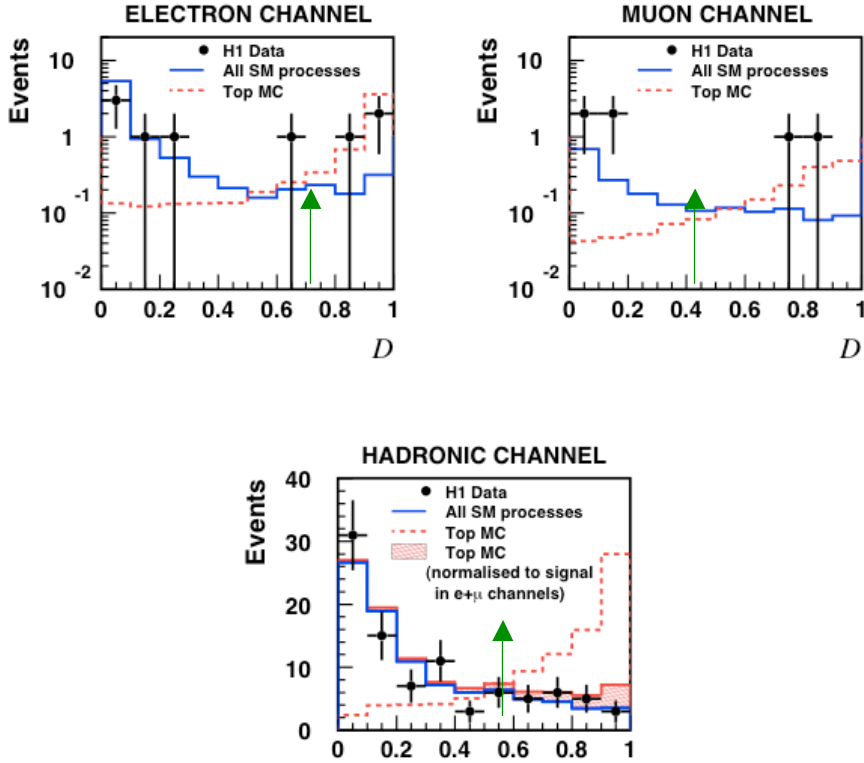 ELECTRON CHANNEL
Events
10
1
10 -1
10 -2
H1 Data
All SM processes
Top MC
0 0.2 0.4 0.6 0.8 1
D
MUON CHANNEL
Events
10
1
10 -1
10 -2
H1 Data
All SM processes
Top MC
0 0.2 0.4 0.6 0.8 1
D
HADRONIC CHANNEL
Events
40
30
20
10
0
H1 Data
All SM processes
Top MC
Top MC
(normalised to signal
in e+μ channels)
0 0.2 0.4 0.6 0.8 1